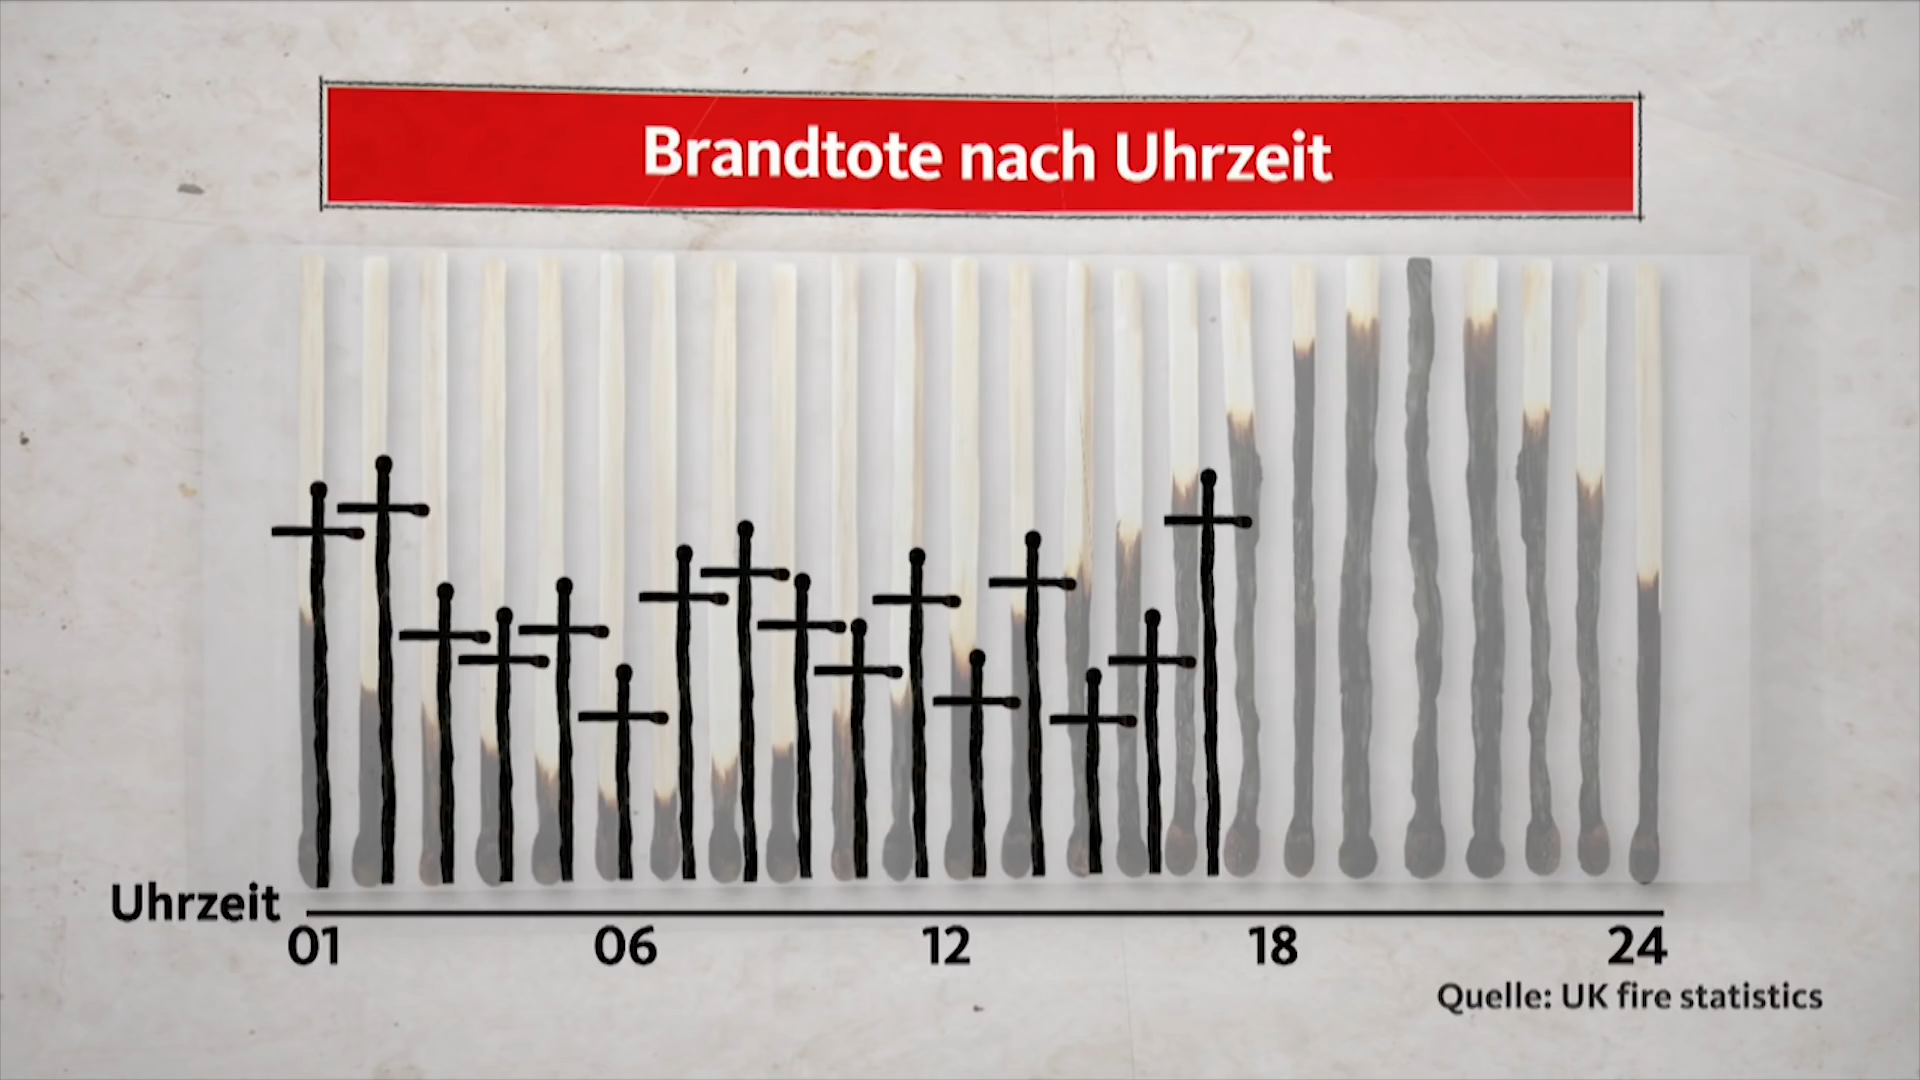 Brandtote nach Uhrzeit
Uhrzeit
01 06 12 18 24
Quelle: UK fire statistics